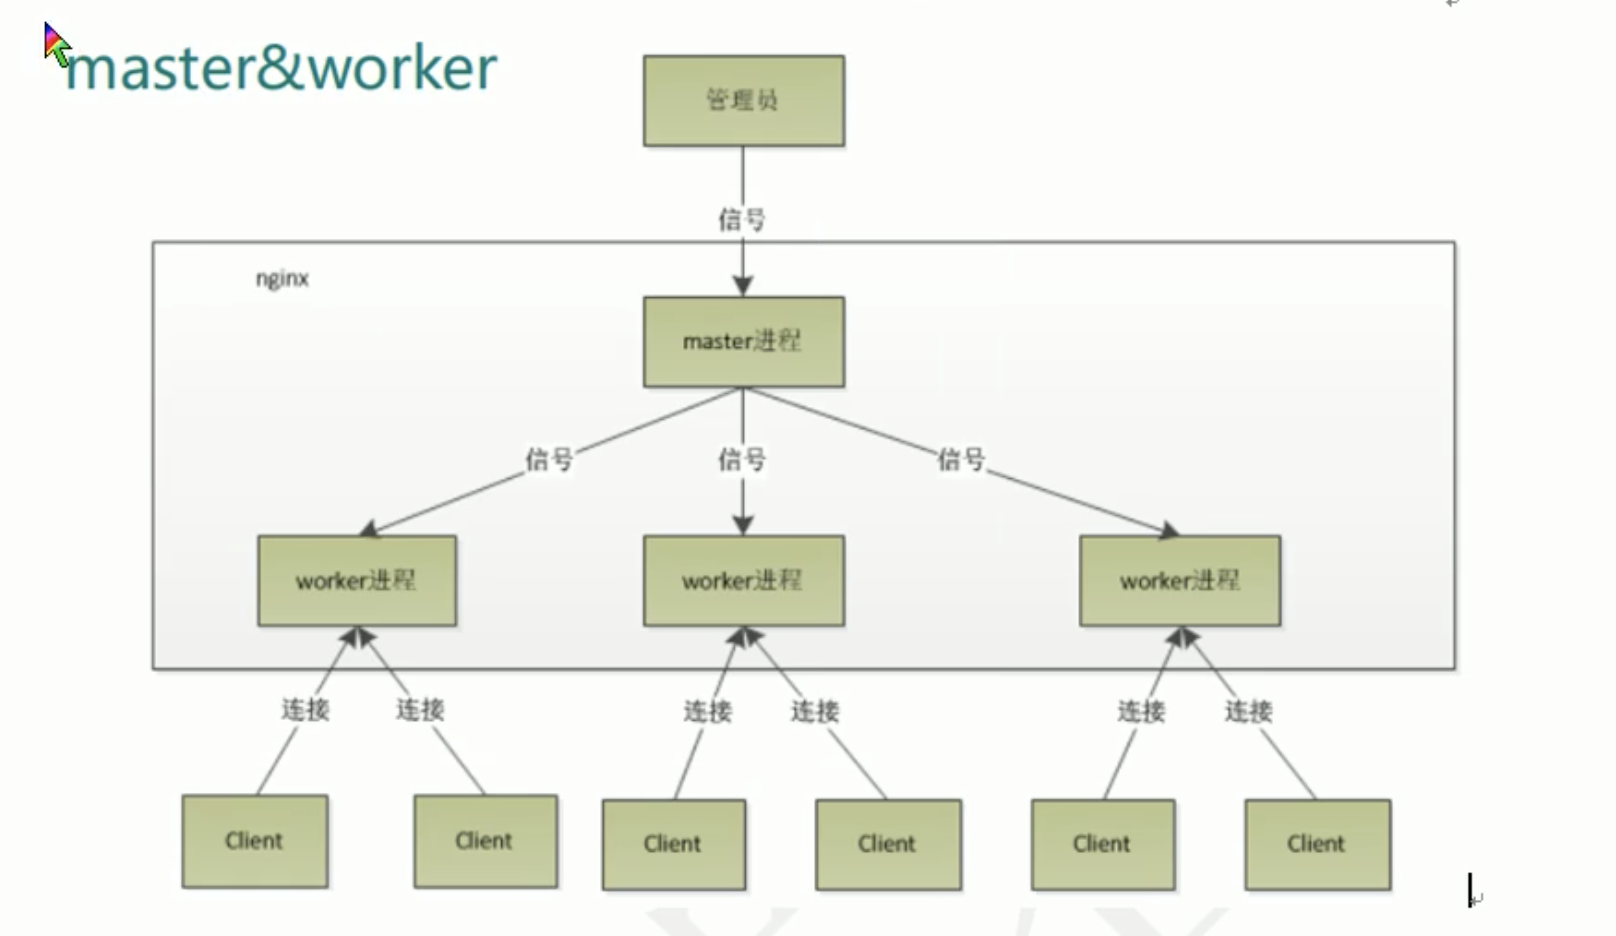 master&worker
管理员
信号
nginx
master进程
信号 信号 信号
worker进程 worker进程 worker进程
连接 连接 连接 连接 连接 连接
Client Client Client Client Client Client